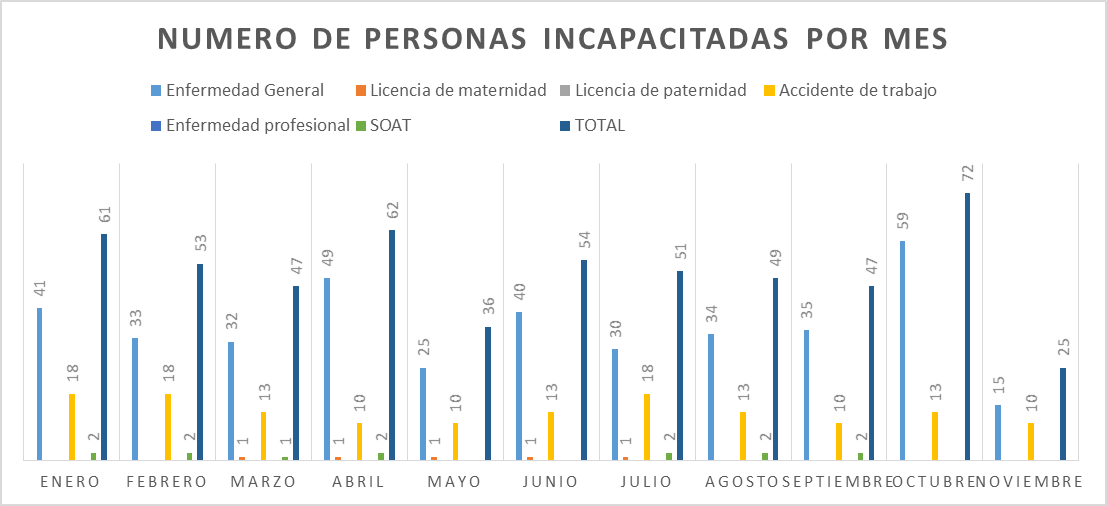 NUMERO DE PERSONAS INCAPACITADAS POR MES
Enfermedad General Licencia de maternidad Licencia de paternidad Accidente de trabajo
Enfermedad profesional SOAT TOTAL
41 18 2 61
33 18 2 53
32 1 13 1 47
49 1 10 2 62
25 1 10 36
40 1 13 54
30 1 18 2 51
34 13 2 49
35 10 2 47
59 13 72
15 10 25
ENERO FEBRERO MARZO ABRIL MAYO JUNIO JULIO AGOSTO SEPTIEMBRE OCTUBRE NOVIEMBRE